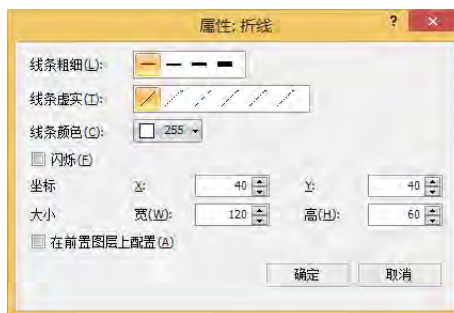 属性: 折线
? ×
线条粗细(L):
线条虚实(T):
线条颜色(C): 255
闪烁(F)
坐标 X: 40 Y: 40
大小 宽(W): 120 高(H): 60
在前置图层上配置(A)
确定 取消